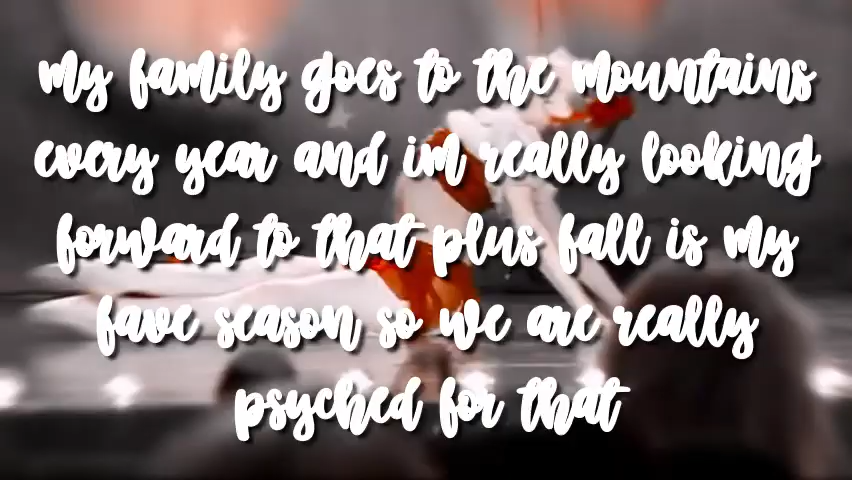 my family goes to the mountains
every year and im really looking
forward to that plus fall is my
fave season so we are really
psyched for that